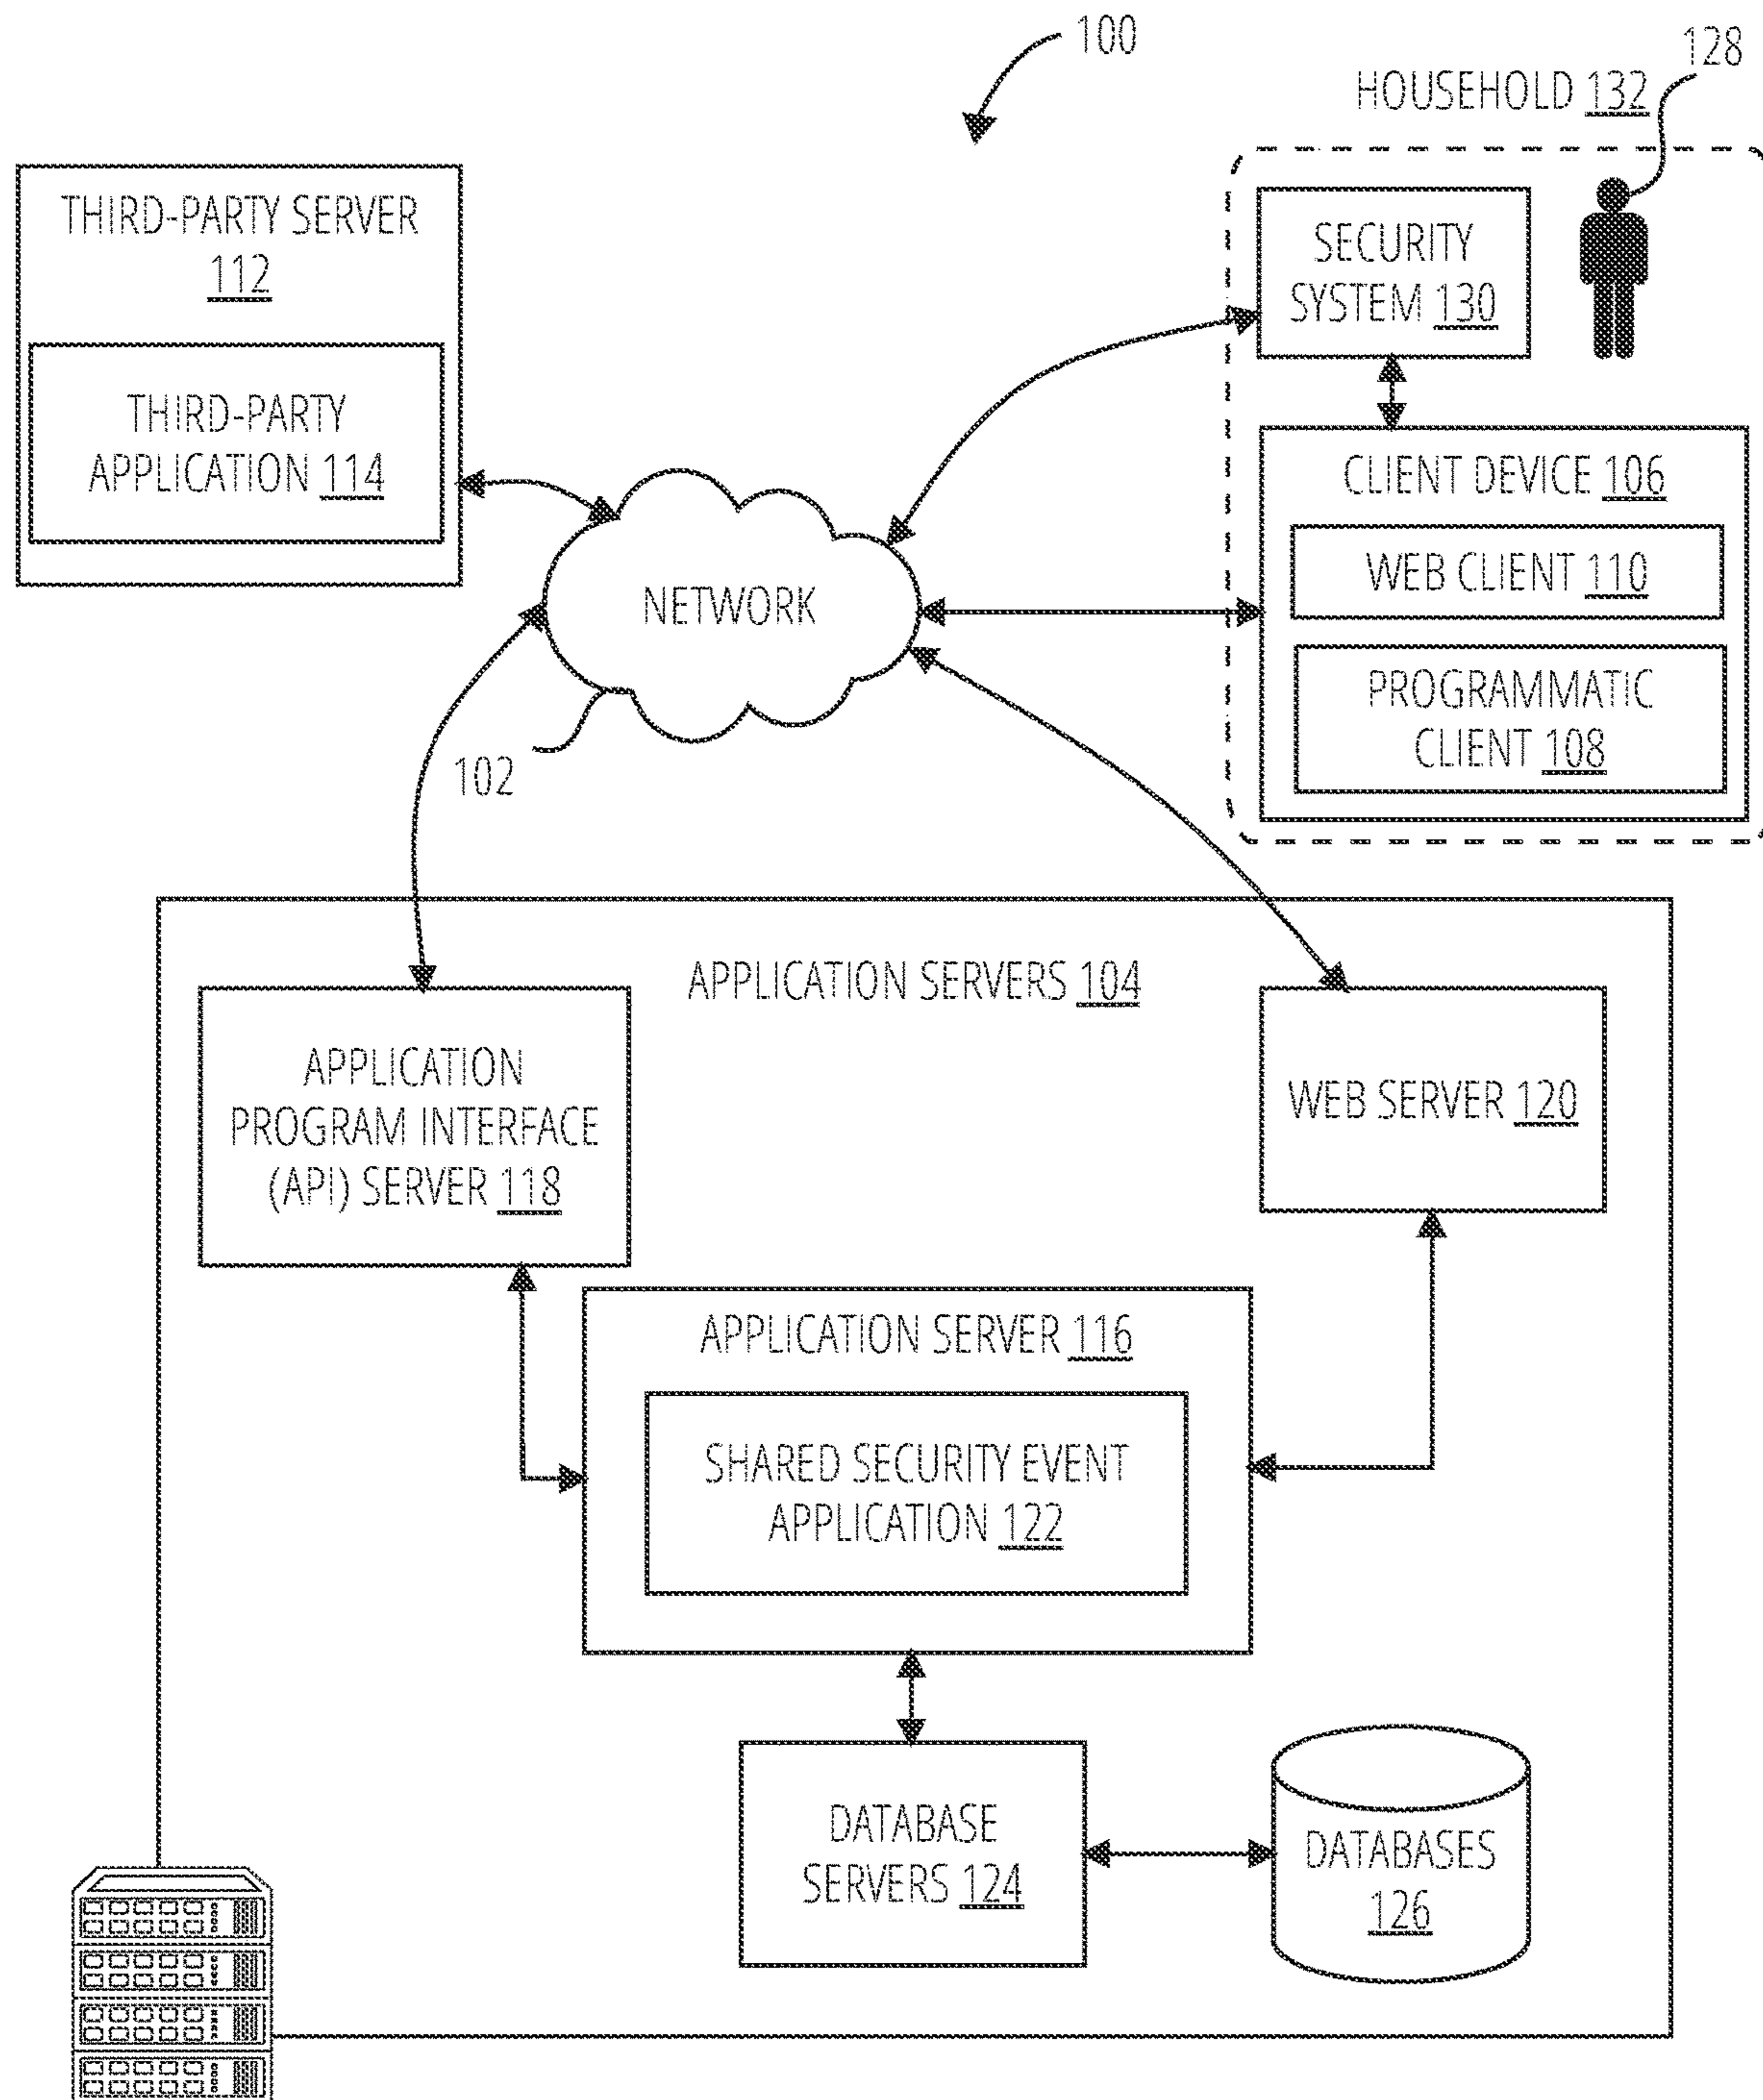 100
128
HOUSEHOLD 132
THIRD-PARTY SERVER
112
THIRD-PARTY
APPLICATION 114
SECURITY
SYSTEM 130
CLIENT DEVICE 106
WEB CLIENT 110
PROGRAMMATIC
CLIENT 108
NETWORK
102
APPLICATION SERVERS 104
APPLICATION
PROGRAM INTERFACE
(API) SERVER 118
WEB SERVER 120
APPLICATION SERVER 116
SHARED SECURITY EVENT
APPLICATION 122
DATABASE
SERVERS 124
DATABASES
126